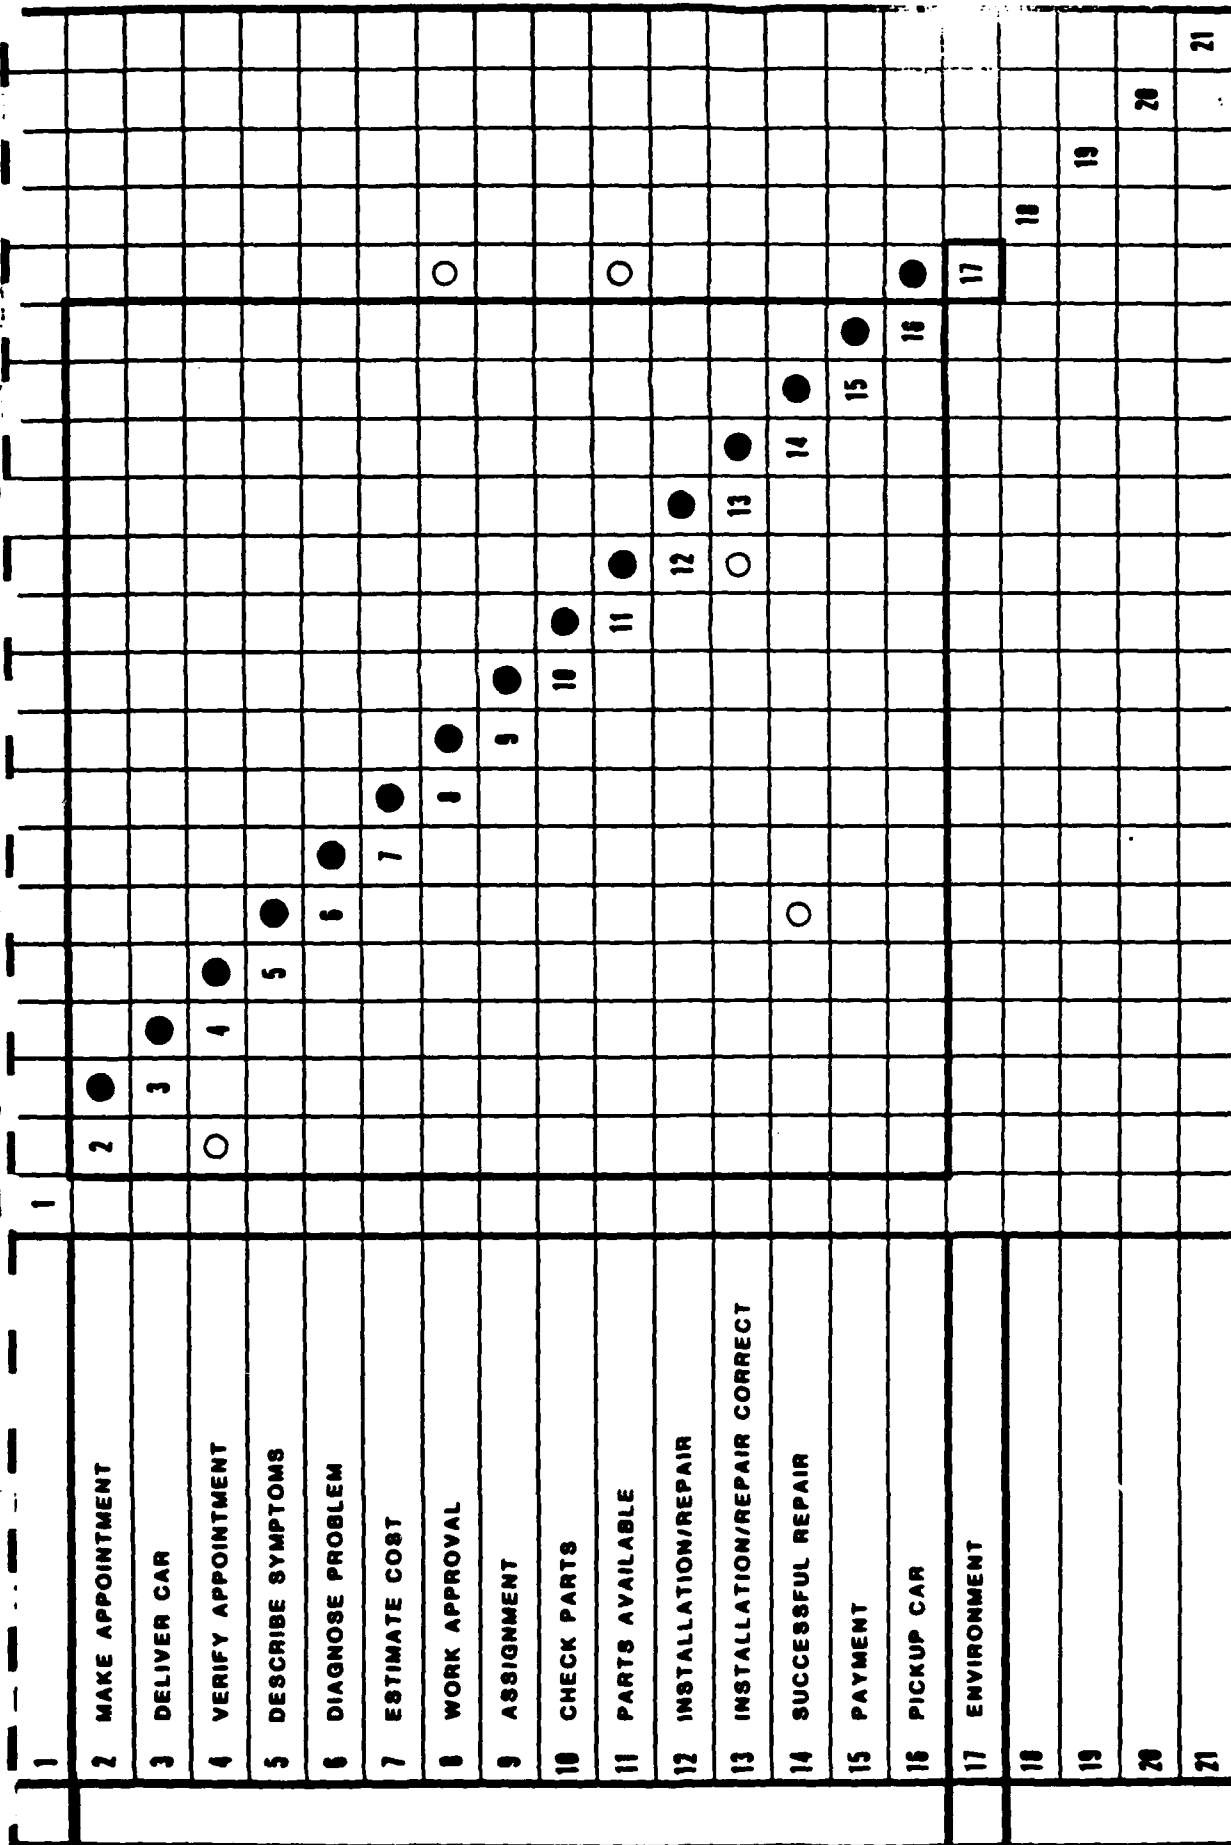 1 1
2 MAKE APPOINTMENT 2
3 DELIVER CAR 3
4 VERIFY APPOINTMENT 4
5 DESCRIBE SYMPTOMS 5
6 DIAGNOSE PROBLEM 6
7 ESTIMATE COST 7
8 WORK APPROVAL 8
9 ASSIGNMENT 9
10 CHECK PARTS 10
11 PARTS AVAILABLE 11
12 INSTALLATION/REPAIR 12
13 INSTALLATION/REPAIR CORRECT 13
14 SUCCESSFUL REPAIR 14
15 PAYMENT 15
16 PICKUP CAR 16
17 ENVIRONMENT 17
18 18
19 19
20 20
21 21